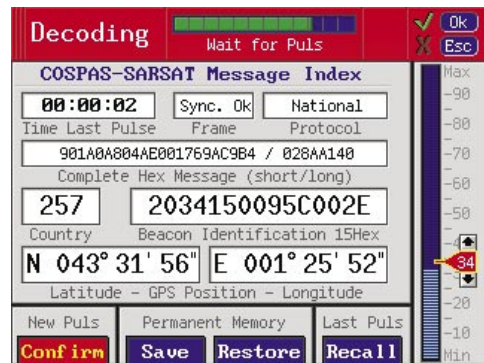 Decoding
Wait for Puls
Ok
Esc
COSPAS-SARSAT Message Index
00:00:02 Sync. Ok National
Time Last Pulse Frame Protocol
901A0A804AE001769AC9B4 / 028AA140
Complete Hex Message (short/long)
257 2034150095C002E
Country Beacon Identification 15Hex
N 043° 31' 56" E 001° 25' 52"
Latitude - GPS Position - Longitude
New Puls Permanent Memory Last Puls
Confirm Save Restore Recall
Max
-90
-80
-70
-60
-50
-4
34
-20
-10
Min